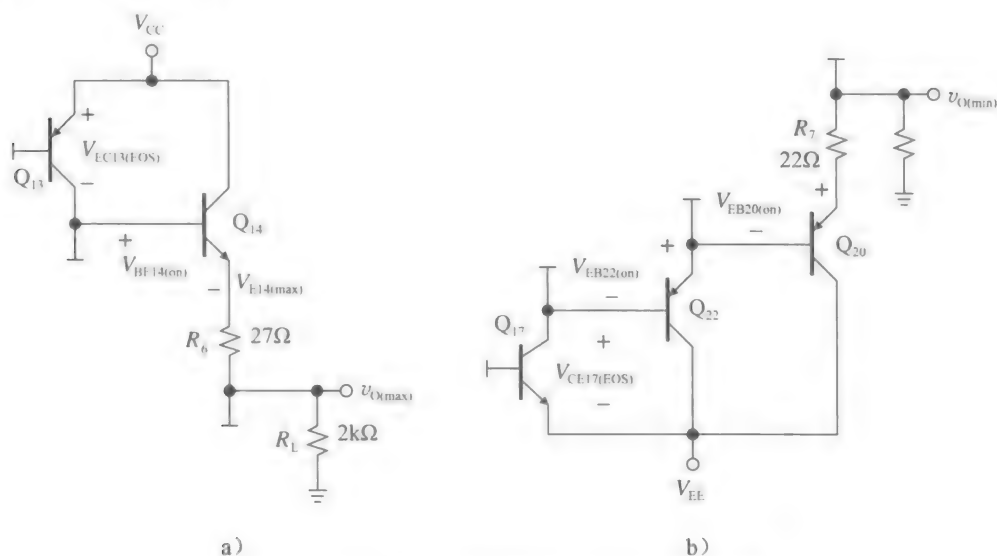 V_CC
+
V_EC13(EOS)
−
Q_13
Q_14
+
V_BE14(on)
−
V_E14(max)
R_6
27Ω
v_O(max)
R_L
2kΩ
a)
v_O(min)
R_7
22Ω
+
V_EB20(on)
−
Q_20
+
V_EB22(on)
−
Q_22
Q_17
+
V_CE17(EOS)
−
V_EE
b)